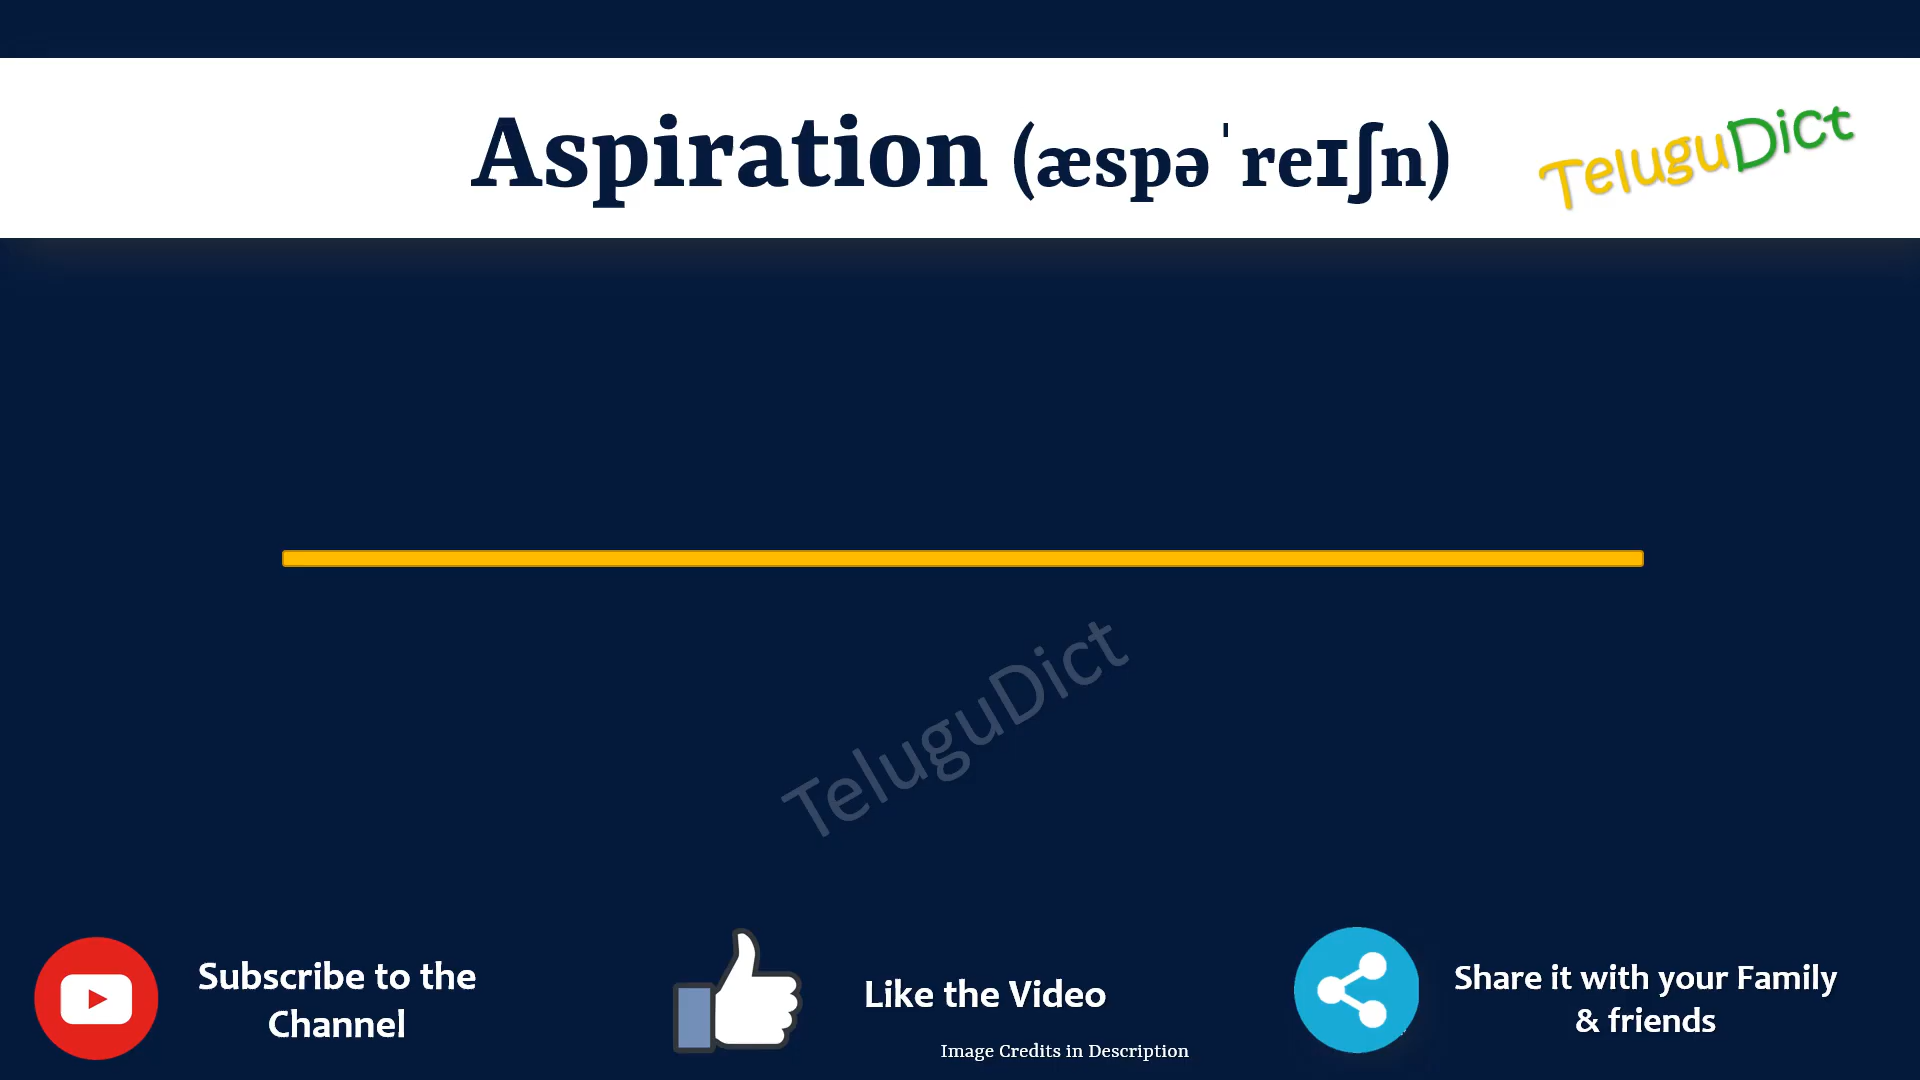 Aspiration (æspəˈreɪʃn)
TeluguDict
TeluguDict
Subscribe to the
Channel
Like the Video
Share it with your Family
& friends
Image Credits in Description